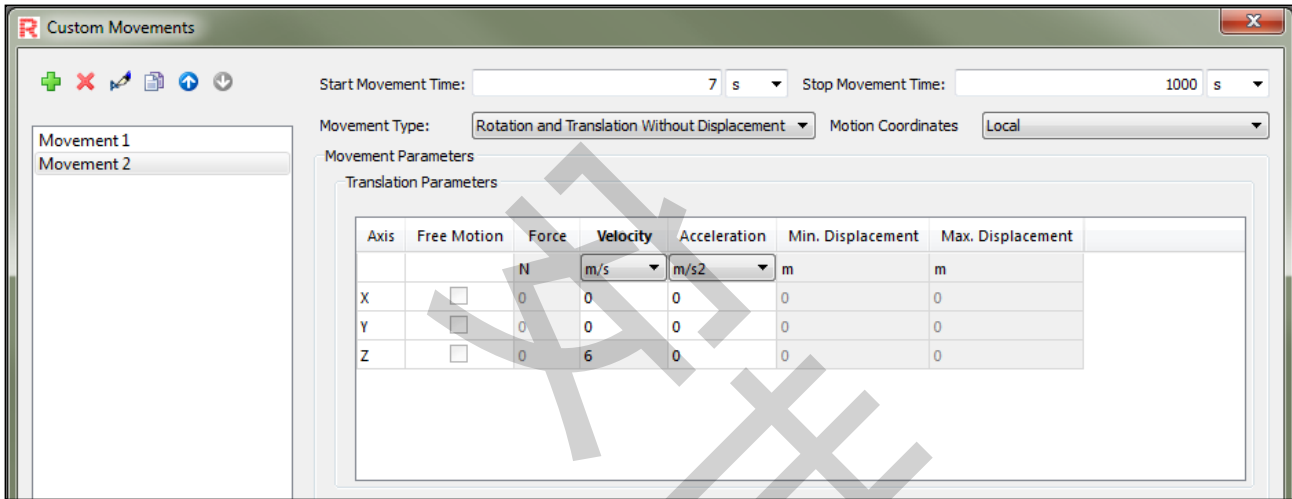 Custom Movements
Start Movement Time: 7 s Stop Movement Time: 1000 s
Movement Type: Rotation and Translation Without Displacement Motion Coordinates Local
Movement 1
Movement 2
Movement Parameters
Translation Parameters
Axis Free Motion Force Velocity Acceleration Min. Displacement Max. Displacement
N m/s m/s2 m m
X 0 0 0 0 0
Y 0 0 0 0 0
Z 0 6 0 0 0